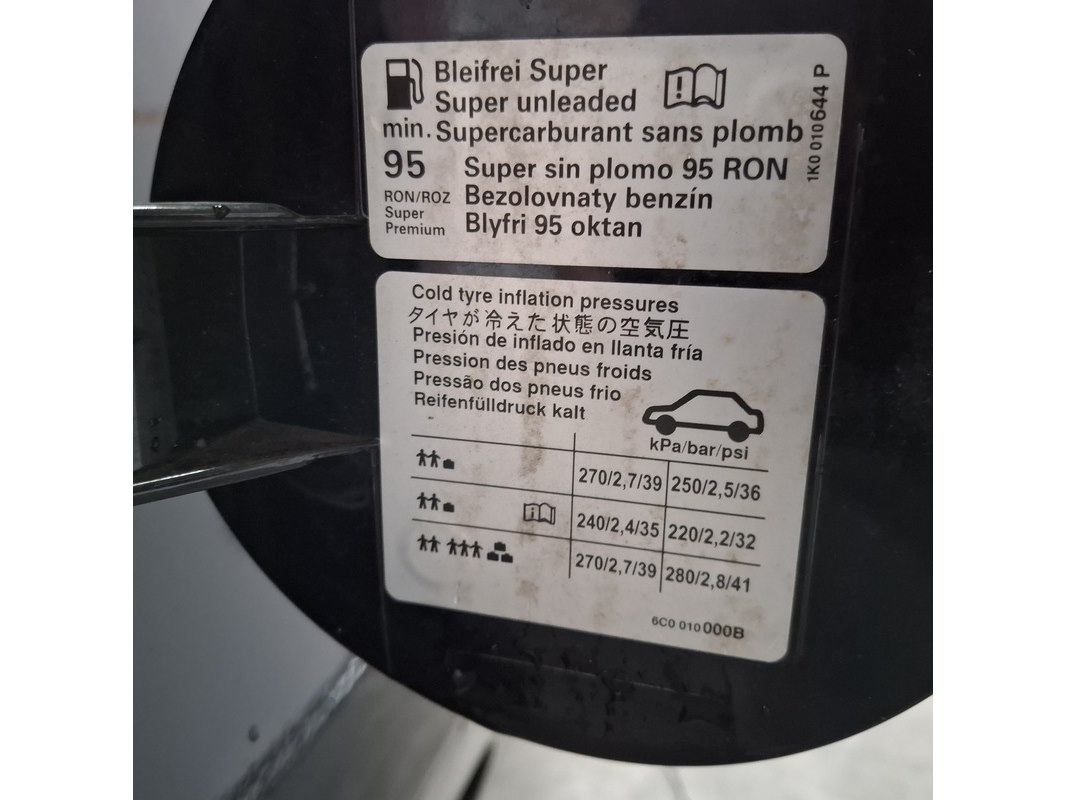 Bleifrei Super
Super unleaded
min. Supercarburant sans plomb
95 Super sin plomo 95 RON
RON/ROZ Bezolovnaty benzín
Super
Premium Blyfri 95 oktan
1K0 010 644 P
Cold tyre inflation pressures
タイヤが冷えた状態の空気圧
Presión de inflado en llanta fría
Pression des pneus froids
Pressão dos pneus frio
Reifenfülldruck kalt
kPa/bar/psi
270/2,7/39 250/2,5/36
240/2,4/35 220/2,2/32
270/2,7/39 280/2,8/41
6C0 010 000B